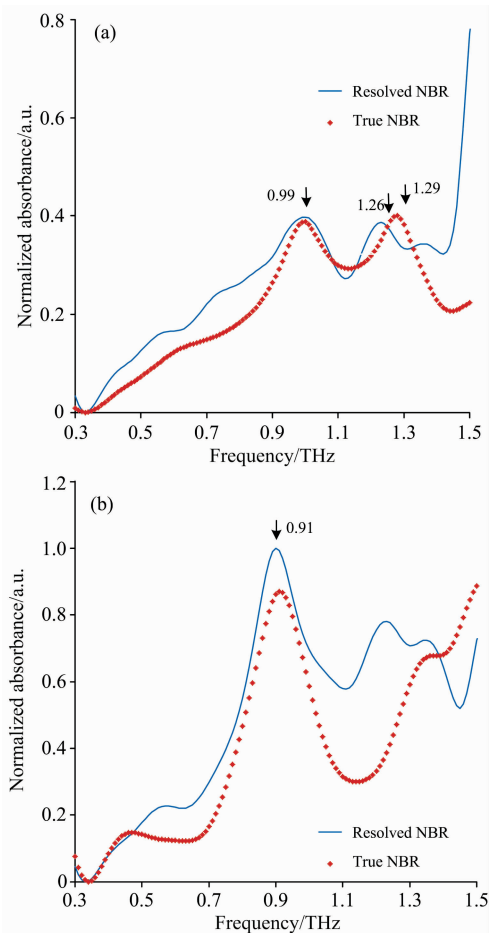 (a)
0.8
0.6
0.4
0.2
0
Normalized absorbance/a.u.
Resolved NBR
True NBR
0.99
1.26
1.29
0.3 0.5 0.7 0.9 1.1 1.3 1.5
Frequency/THz
(b)
1.2
1.0
0.8
0.6
0.4
0.2
0
Normalized absorbance/a.u.
0.91
Resolved NBR
True NBR
0.3 0.5 0.7 0.9 1.1 1.3 1.5
Frequency/THz